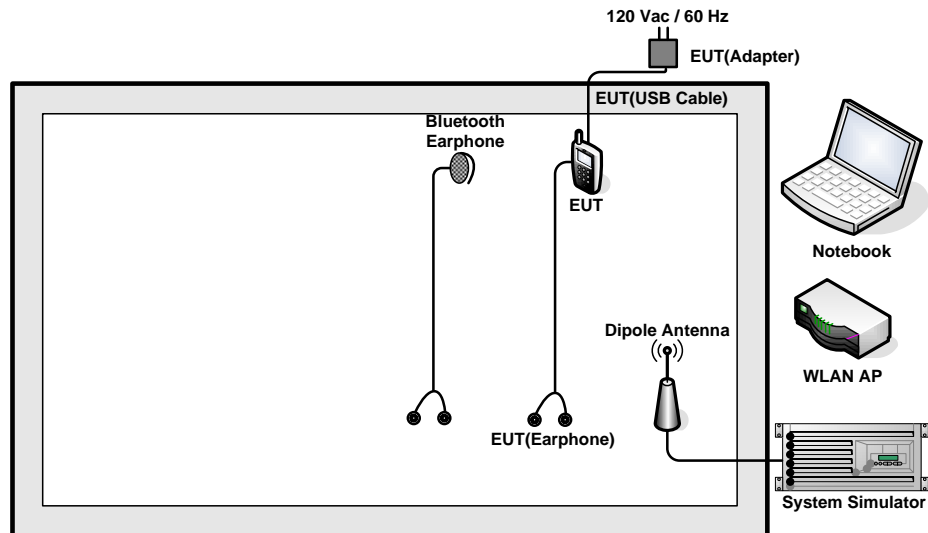 120 Vac / 60 Hz
EUT(Adapter)
EUT(USB Cable)
Bluetooth
Earphone
EUT
Notebook
Dipole Antenna
WLAN AP
EUT(Earphone)
System Simulator